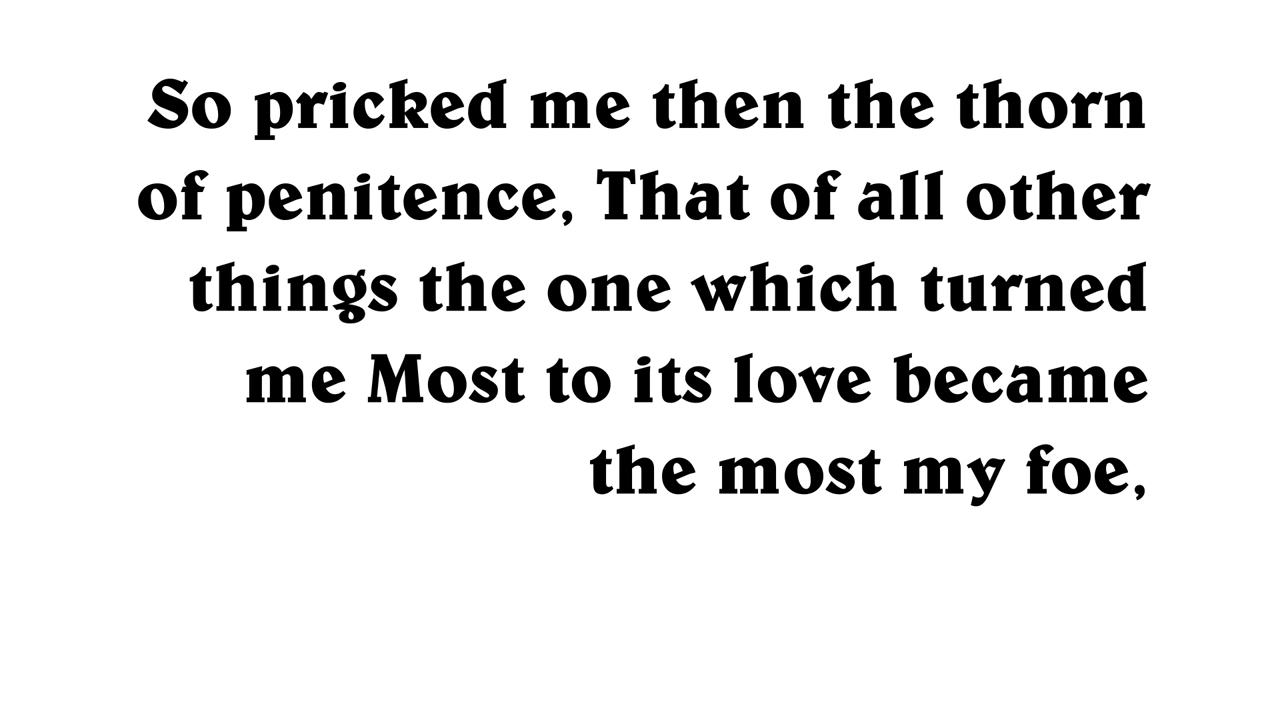 So pricked me then the thorn
of penitence, That of all other
things the one which turned
me Most to its love became
the most my foe,